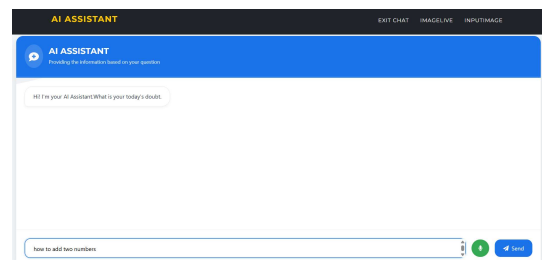 AI ASSISTANT
EXIT CHAT IMAGELIVE INPUTIMAGE
AI ASSISTANT
Providing the information based on your question
Hi! I'm your AI Assistant.What is your today's doubt.
how to add two numbers
Send